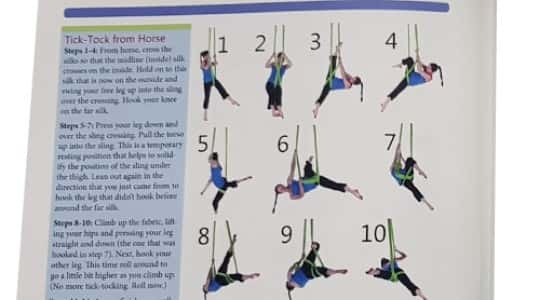 Tick-Tock from Horse
Steps 1-4: From horse, cross the
silks so that the midline (inside) silk
crosses on the inside. Hold on to this
silk that is now on the outside and
swing your free leg up into the sling
over the crossing. Hook your knee
on the far silk.
Steps 5-7: Press your leg down and
over the sling crossing. Pull the torso
up into the sling. This is a temporary
resting position that helps to solid-
ify the position of the sling under
the thigh. Lean out again in the
direction that you just came from to
hook the leg that didn't hook before
around the far silk.
Steps 8-10: Climb up the fabric, lift-
ing your hips and pressing your leg
straight and down (the one that was
hooked in step 7). Next, hook your
other leg. This time roll around to
go a little bit higher as you climb up.
(No more tick-tocking. Roll now.)
1 2 3 4
5 6 7
8 9 10